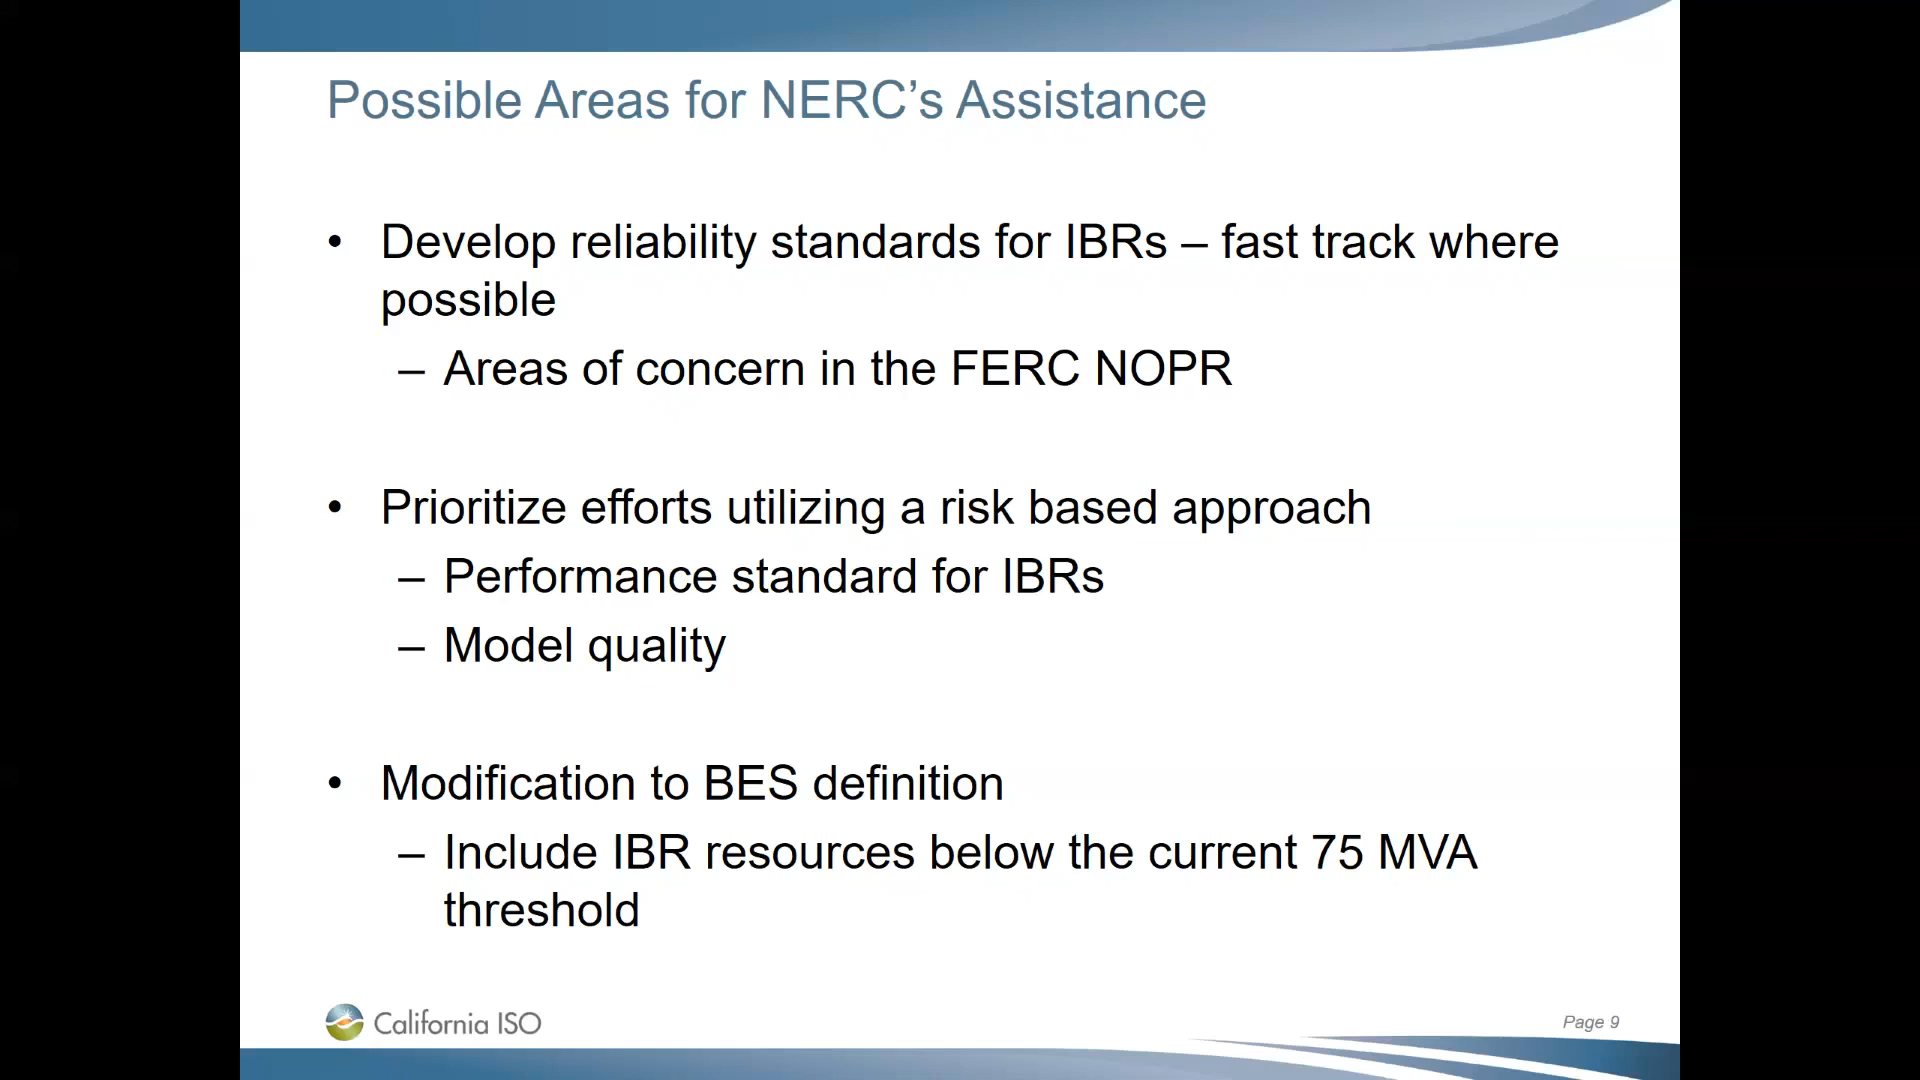 Possible Areas for NERC’s Assistance
• Develop reliability standards for IBRs – fast track where
possible
– Areas of concern in the FERC NOPR
• Prioritize efforts utilizing a risk based approach
– Performance standard for IBRs
– Model quality
• Modification to BES definition
– Include IBR resources below the current 75 MVA
threshold
California ISO
Page 9